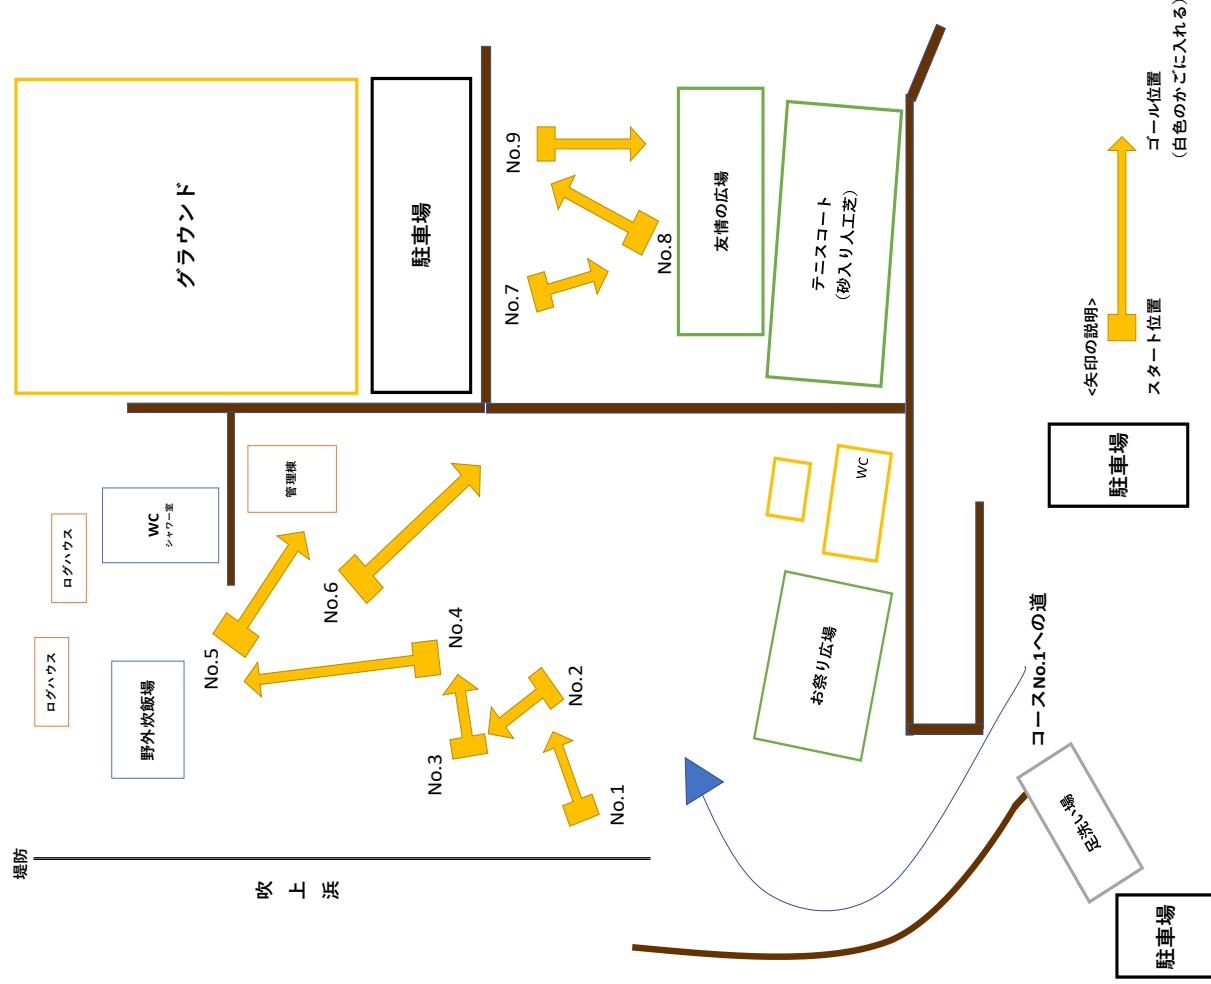 グラウンド
駐車場
No.9
No.8
No.7
友情の広場
テニスコート
（砂入り人工芝）
ゴール位置
（白色のかごに入れる）
<矢印の説明>
スタート位置
駐車場
管理棟
WC
シャワー室
ログハウス
ログハウス
野外炊飯場
No.5
No.6
No.4
No.3
No.2
No.1
WC
お祭り広場
コースNo.1への道
足洗い場
駐車場
堤防
吹上浜